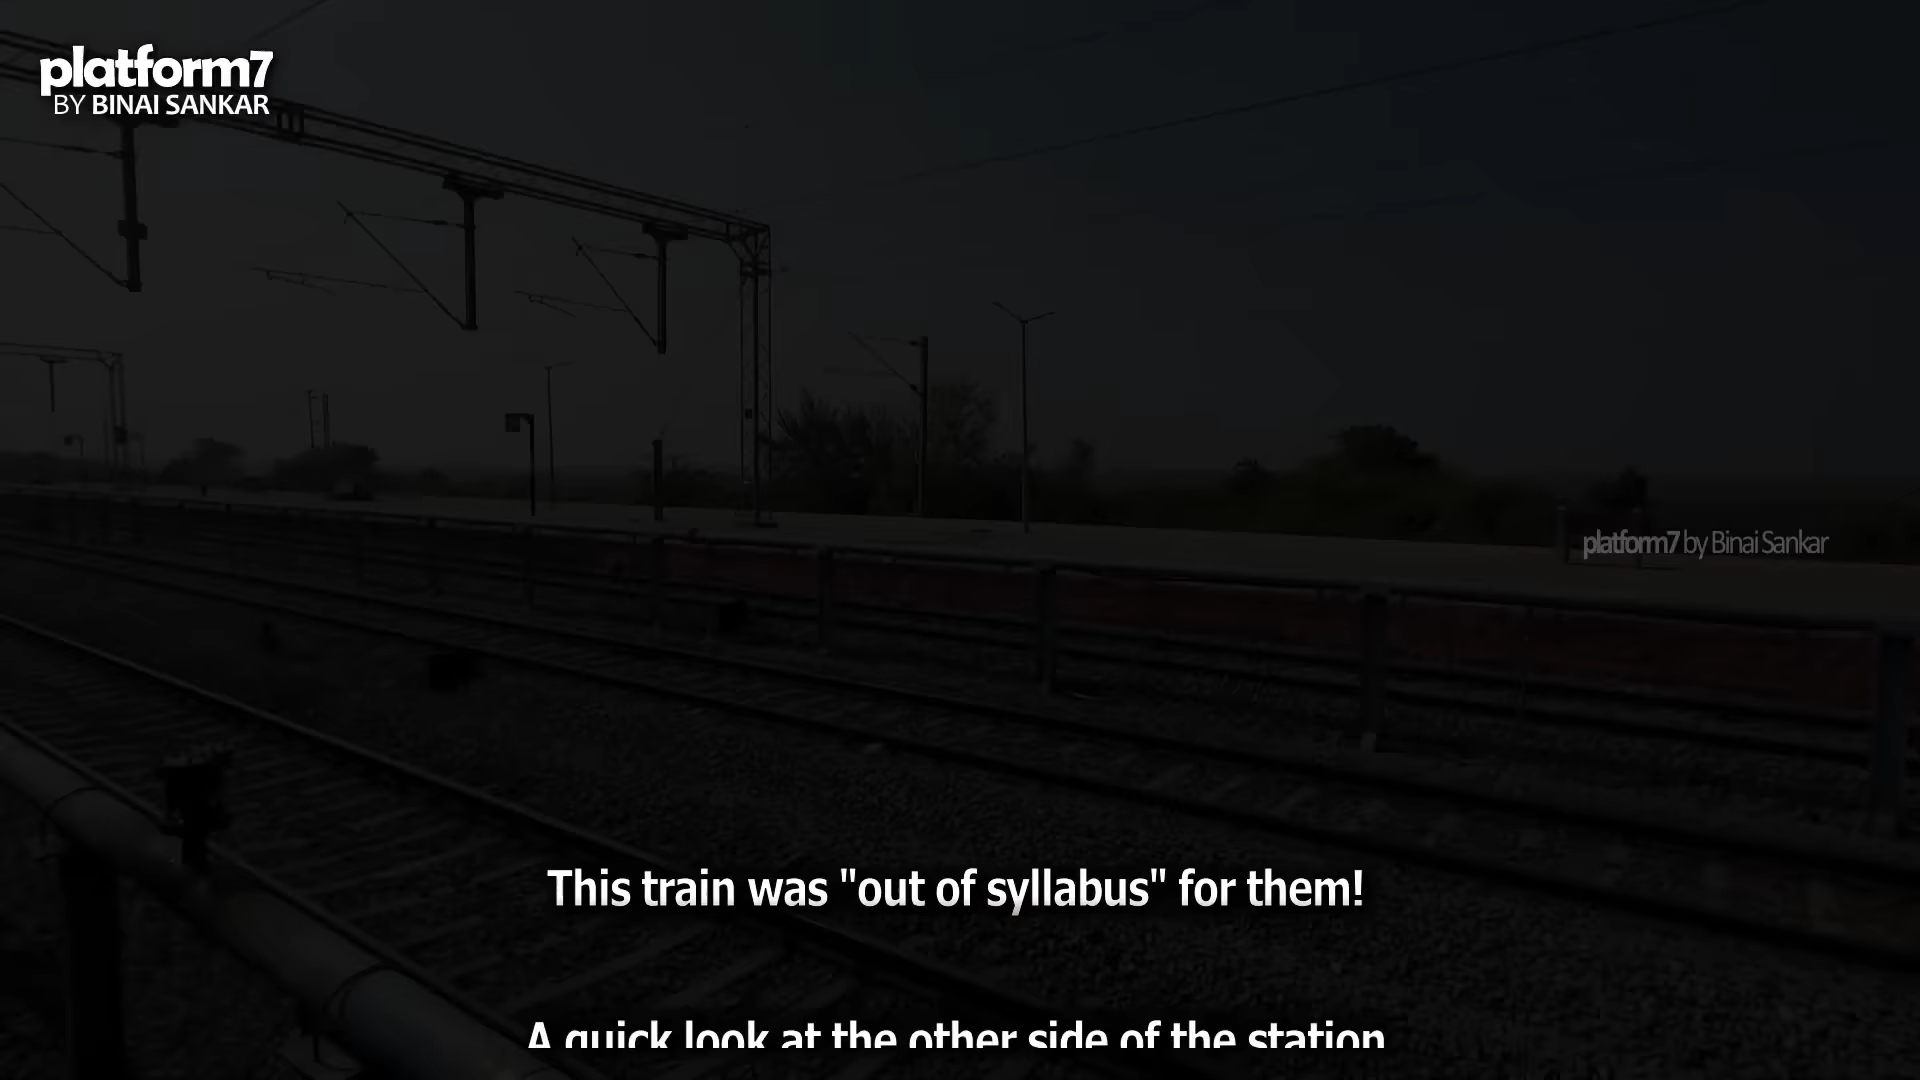 platform7
BY BINAI SANKAR
platform7 by Binai Sankar
This train was "out of syllabus" for them!
A quick look at the other side of the station